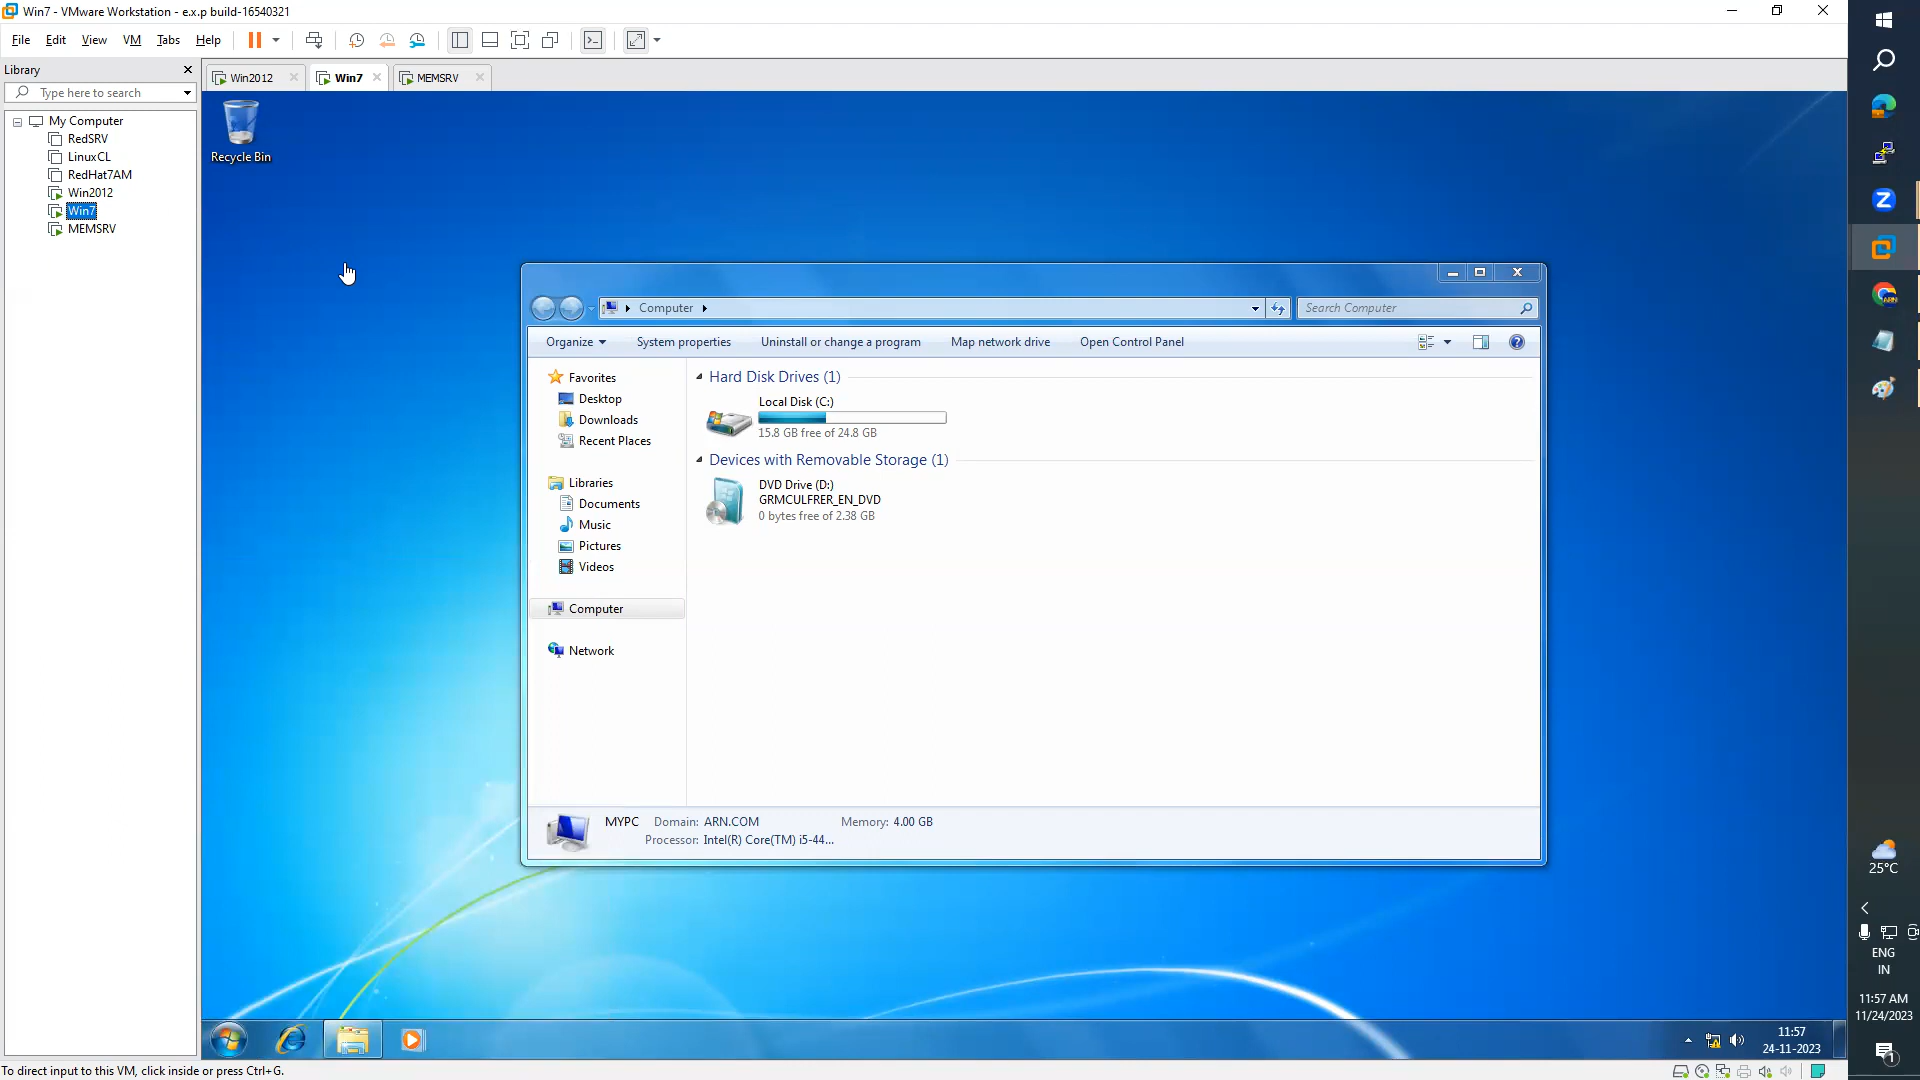 Win7 - VMware Workstation - e.x.p build-16540321
File Edit View VM Tabs Help
Library
Type here to search
My Computer
RedSRV
LinuxCL
RedHat7AM
Win2012
Win7
MEMSRV
Win2012
Win7
MEMSRV
Recycle Bin
Computer
Search Computer
Organize
System properties
Uninstall or change a program
Map network drive
Open Control Panel
Favorites
Desktop
Downloads
Recent Places
Libraries
Documents
Music
Pictures
Videos
Computer
Network
Hard Disk Drives (1)
Local Disk (C:)
15.8 GB free of 24.8 GB
Devices with Removable Storage (1)
DVD Drive (D:)
GRMCULFRER_EN_DVD
0 bytes free of 2.38 GB
MYPC Domain: ARN.COM Memory: 4.00 GB
Processor: Intel(R) Core(TM) i5-44...
11:57
24-11-2023
To direct input to this VM, click inside or press Ctrl+G.
Z
ARN
25°C
ENG
IN
11:57 AM
11/24/2023
1